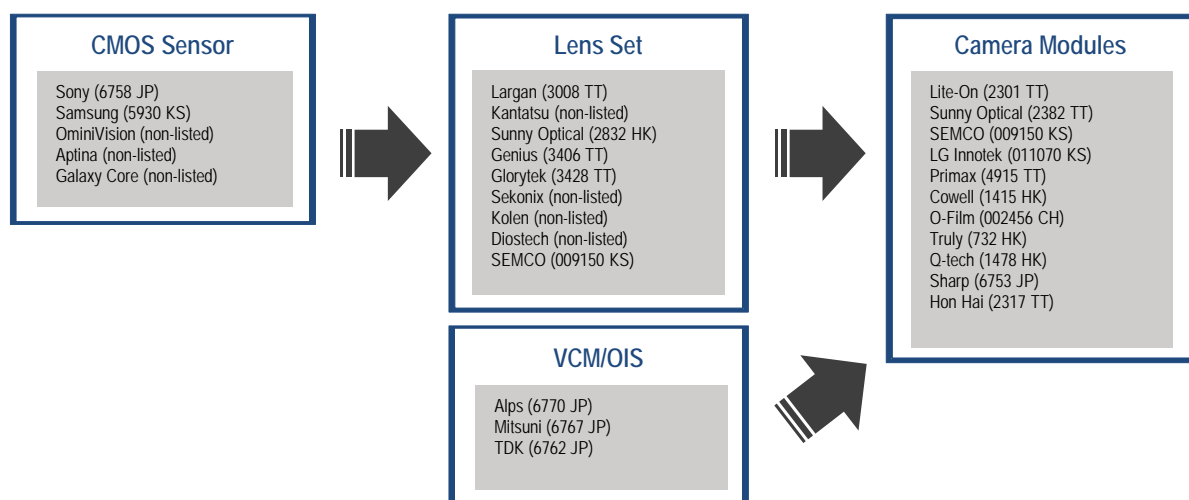 CMOS Sensor
Sony (6758 JP)
Samsung (5930 KS)
OminiVision (non-listed)
Aptina (non-listed)
Galaxy Core (non-listed)
Lens Set
Largan (3008 TT)
Kantatsu (non-listed)
Sunny Optical (2832 HK)
Genius (3406 TT)
Glorytek (3428 TT)
Sekonix (non-listed)
Kolen (non-listed)
Diostech (non-listed)
SEMCO (009150 KS)
VCM/OIS
Alps (6770 JP)
Mitsuni (6767 JP)
TDK (6762 JP)
Camera Modules
Lite-On (2301 TT)
Sunny Optical (2382 TT)
SEMCO (009150 KS)
LG Innotek (011070 KS)
Primax (4915 TT)
Cowell (1415 HK)
O-Film (002456 CH)
Truly (732 HK)
Q-tech (1478 HK)
Sharp (6753 JP)
Hon Hai (2317 TT)